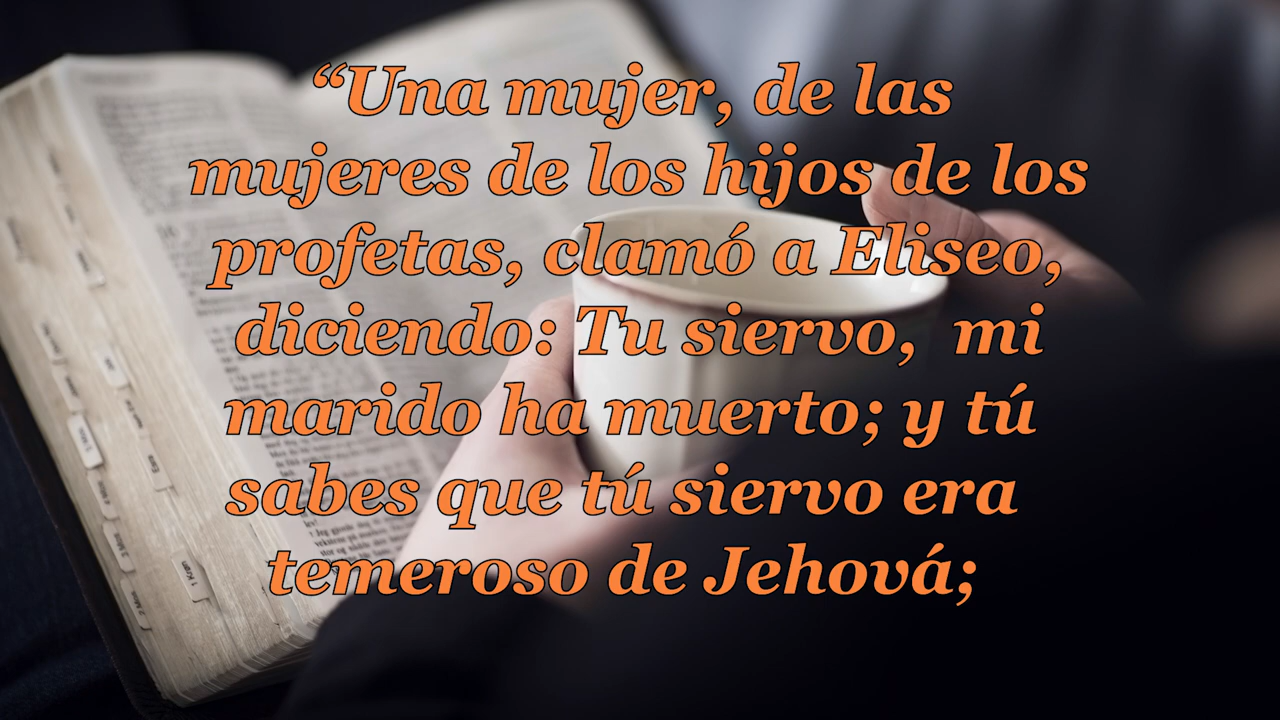 “Una mujer, de las
mujeres de los hijos de los
profetas, clamó a Eliseo,
diciendo: Tu siervo,  mi
marido ha muerto; y tú
sabes que tú siervo era
temeroso de Jehová;